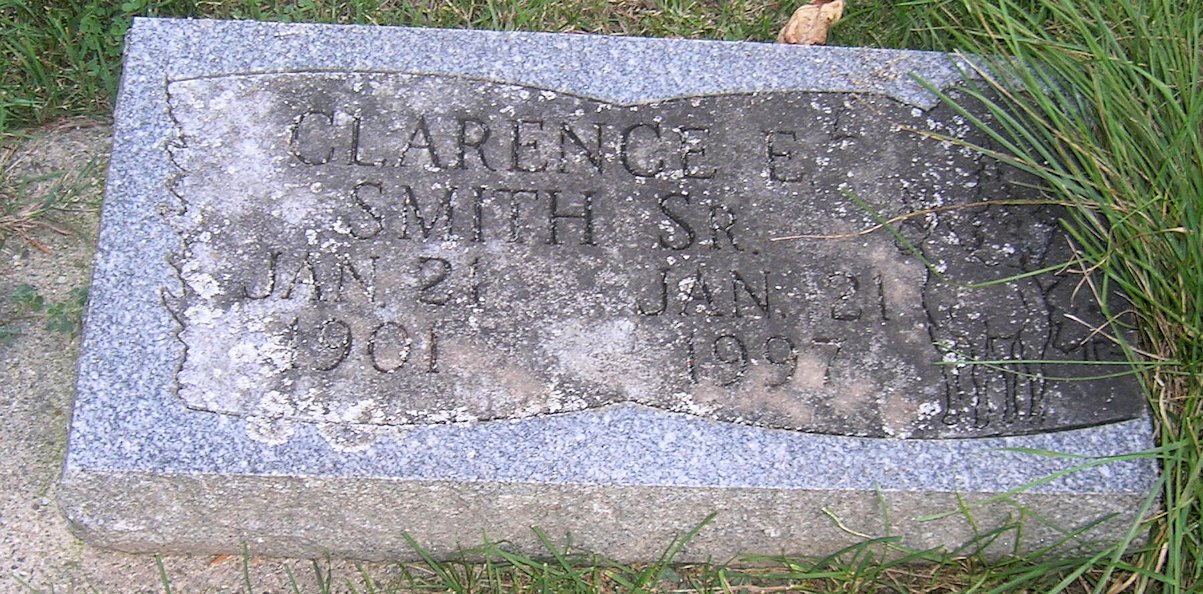 CLARENCE E.
SMITH SR.
JAN. 21 JAN. 21
1901 1997